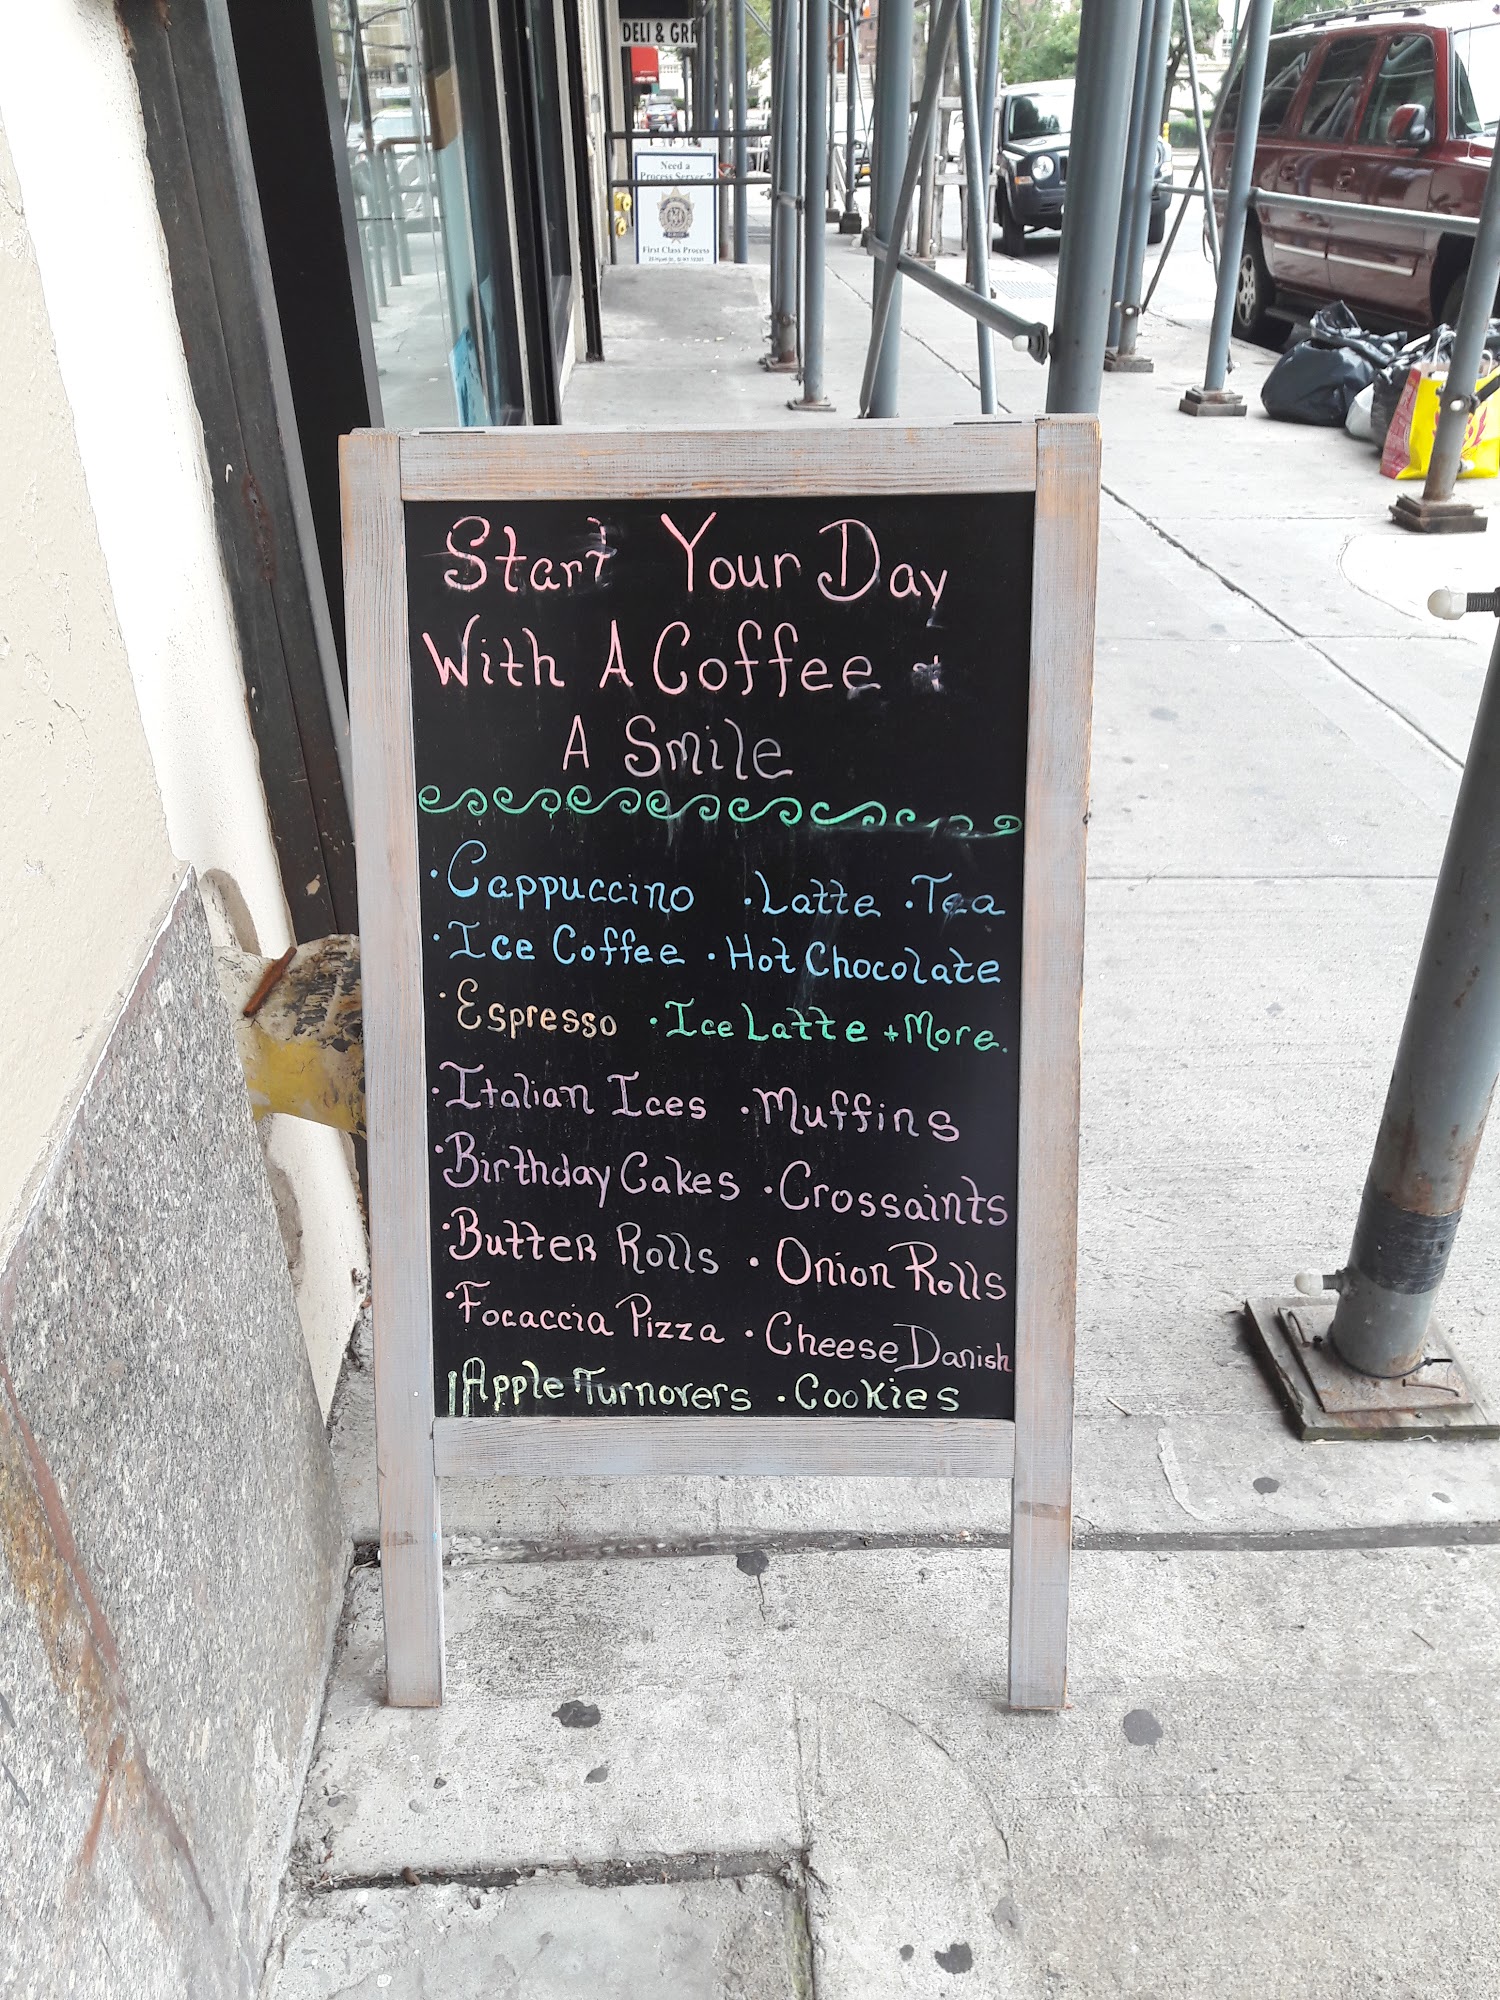 DELI & GR
Need a
Process Server?
First Class Process
Start Your Day
With A Coffee +
A Smile
· Cappuccino · Latte · Tea
· Ice Coffee · Hot Chocolate
· Espresso · Ice Latte + More.
· Italian Ices · Muffins
· Birthday Cakes · Crossaints
· Butter Rolls · Onion Rolls
· Focaccia Pizza · Cheese Danish
Apple Turnovers · Cookies